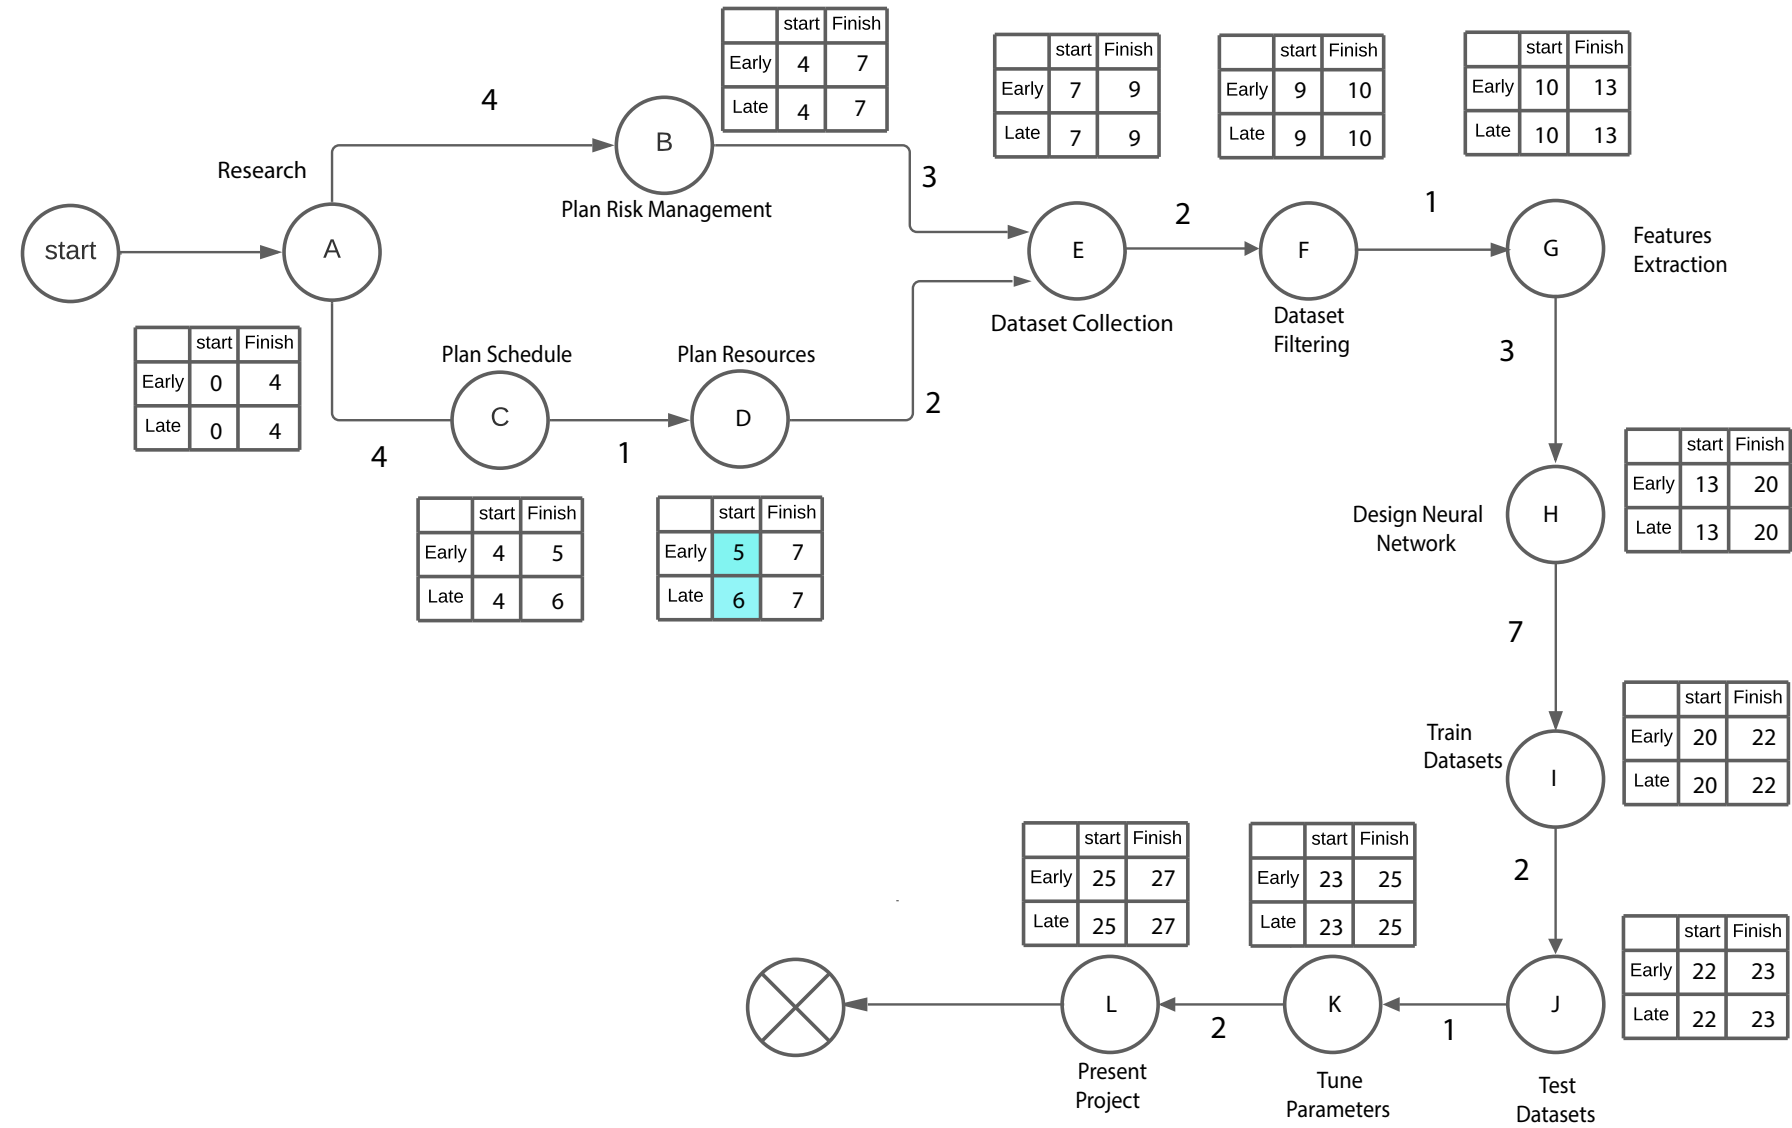 start
Research
A
start Finish
Early 0 4
Late 0 4
4
B
Plan Risk Management
start Finish
Early 4 7
Late 4 7
3
4
Plan Schedule
C
start Finish
Early 4 5
Late 4 6
1
Plan Resources
D
start Finish
Early 5 7
Late 6 7
2
start Finish
Early 7 9
Late 7 9
E
Dataset Collection
2
start Finish
Early 9 10
Late 9 10
F
Dataset
Filtering
1
start Finish
Early 10 13
Late 10 13
G
Features
Extraction
3
Design Neural
Network
H
start Finish
Early 13 20
Late 13 20
7
Train
Datasets
I
start Finish
Early 20 22
Late 20 22
2
J
Test
Datasets
start Finish
Early 22 23
Late 22 23
1
start Finish
Early 23 25
Late 23 25
K
Tune
Parameters
2
start Finish
Early 25 27
Late 25 27
L
Present
Project